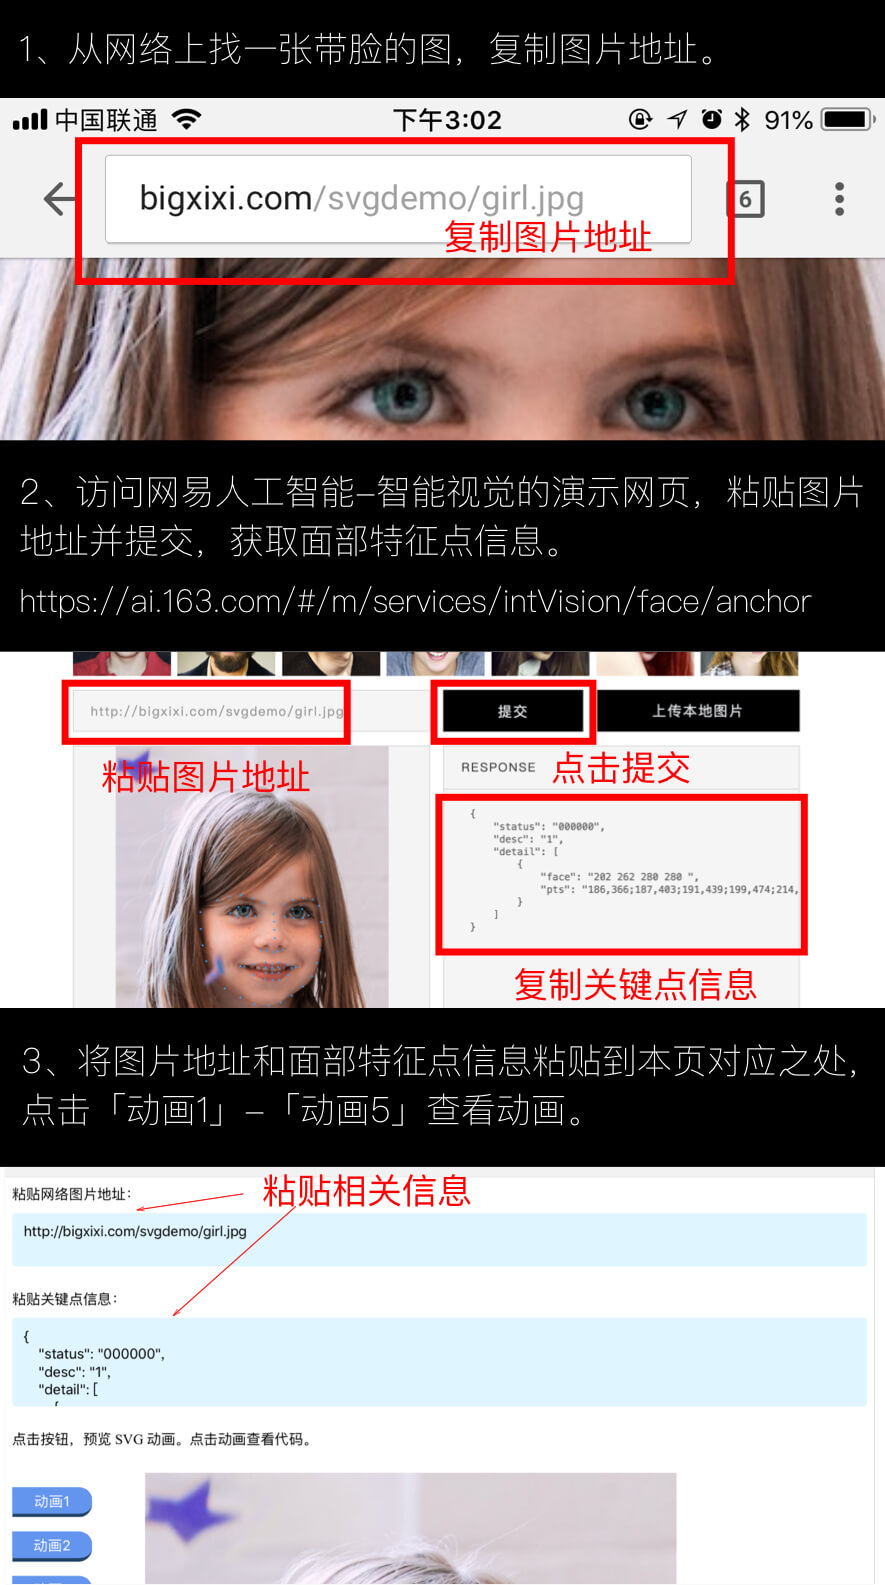 1、从网络上找一张带脸的图，复制图片地址。
中国联通 下午3:02 91%
bigxixi.com/svgdemo/girl.jpg 6
复制图片地址
2、访问网易人工智能-智能视觉的演示网页，粘贴图片
地址并提交，获取面部特征点信息。
https://ai.163.com/#/m/services/intVision/face/anchor
http://bigxixi.com/svgdemo/girl.jpg 提交 上传本地图片
粘贴图片地址
RESPONSE 点击提交
{
"status": "000000",
"desc": "1",
"detail": [
{
"face": "202 262 280 280 ",
"pts": "186,366;187,403;191,439;199,474;214,
}
]
}
复制关键点信息
3、将图片地址和面部特征点信息粘贴到本页对应之处，
点击「动画1」-「动画5」查看动画。
粘贴网络图片地址：
粘贴相关信息
http://bigxixi.com/svgdemo/girl.jpg
粘贴关键点信息：
{
"status": "000000",
"desc": "1",
"detail": [
{
点击按钮，预览 SVG 动画。点击动画查看代码。
动画1
动画2